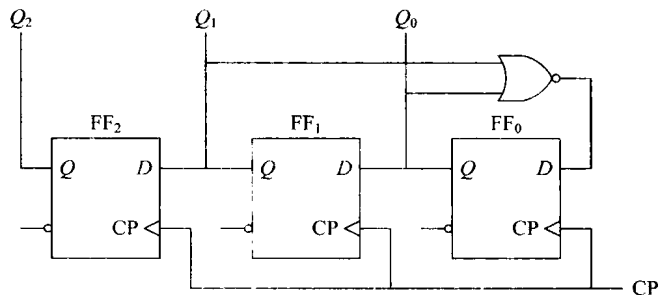 Q₂ Q₁ Q₀
FF₂ FF₁ FF₀
Q D Q D Q D
CP CP CP
CP